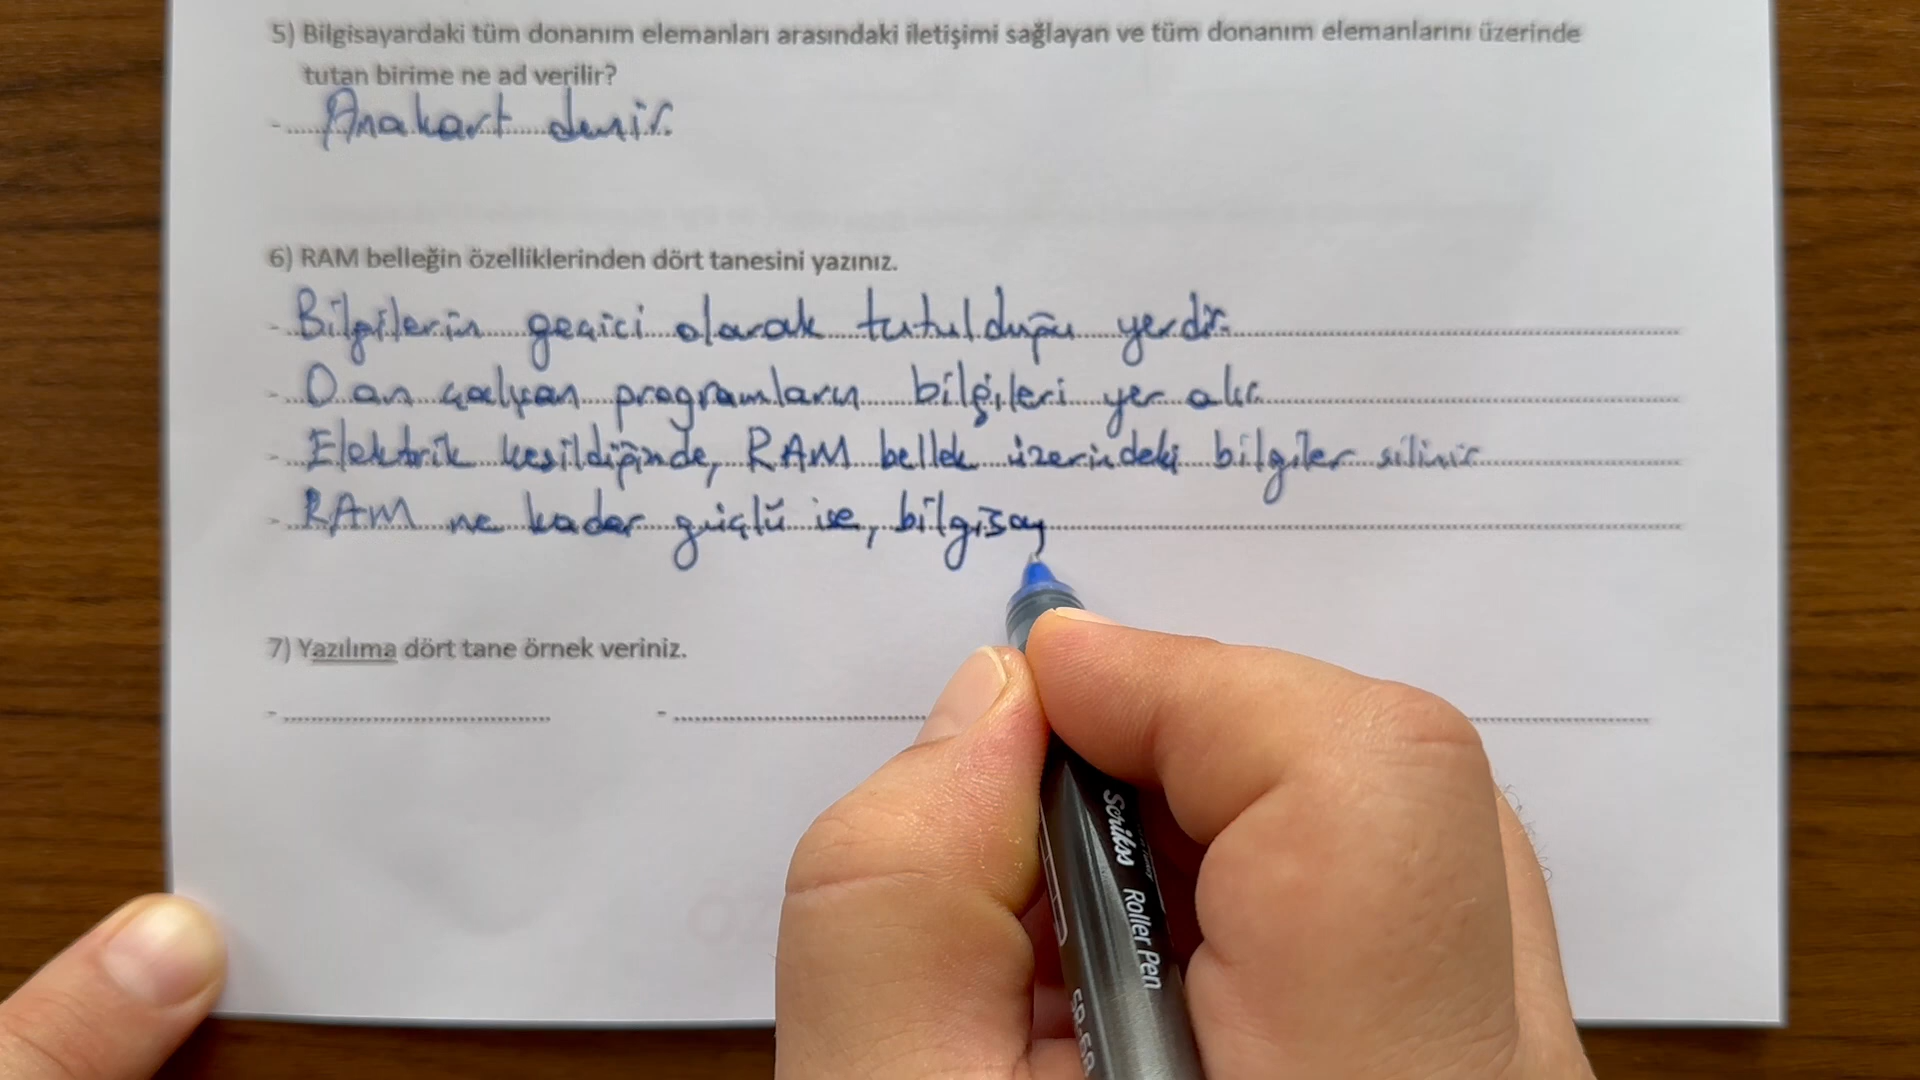 5) Bilgisayardaki tüm donanım elemanları arasındaki iletişimi sağlayan ve tüm donanım elemanlarını üzerinde
tutan birime ne ad verilir?
- Anakart denir.
6) RAM belleğin özelliklerinden dört tanesini yazınız.
- Bilgilerin geçici olarak tutulduğu yerdir.
- O an çalışan programların bilgileri yer alır.
- Elektrik kesildiğinde, RAM bellek üzerindeki bilgiler silinir.
- RAM ne kadar güçlü ise, bilgisay
7) Yazılıma dört tane örnek veriniz.
Scrikss Roller Pen